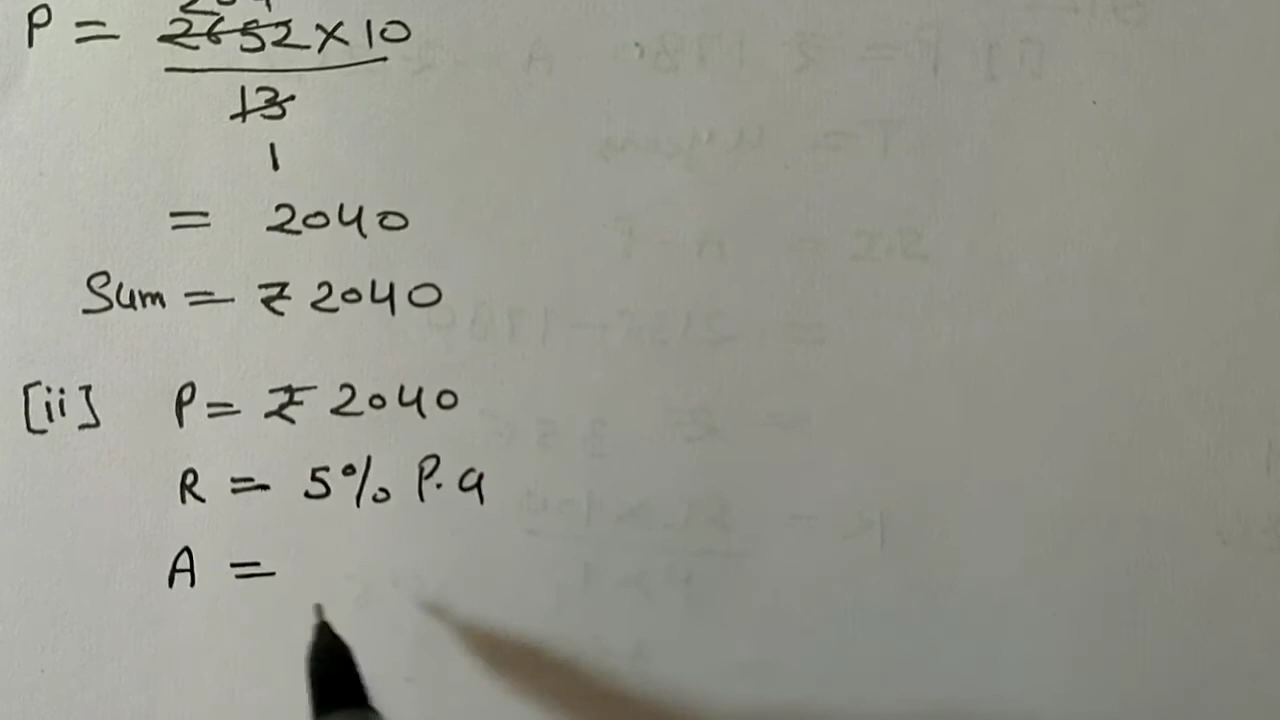 P = 2652 × 10
13
1
= 2040
Sum = ₹ 2040
[ii] P = ₹ 2040
R = 5% P.a
A =